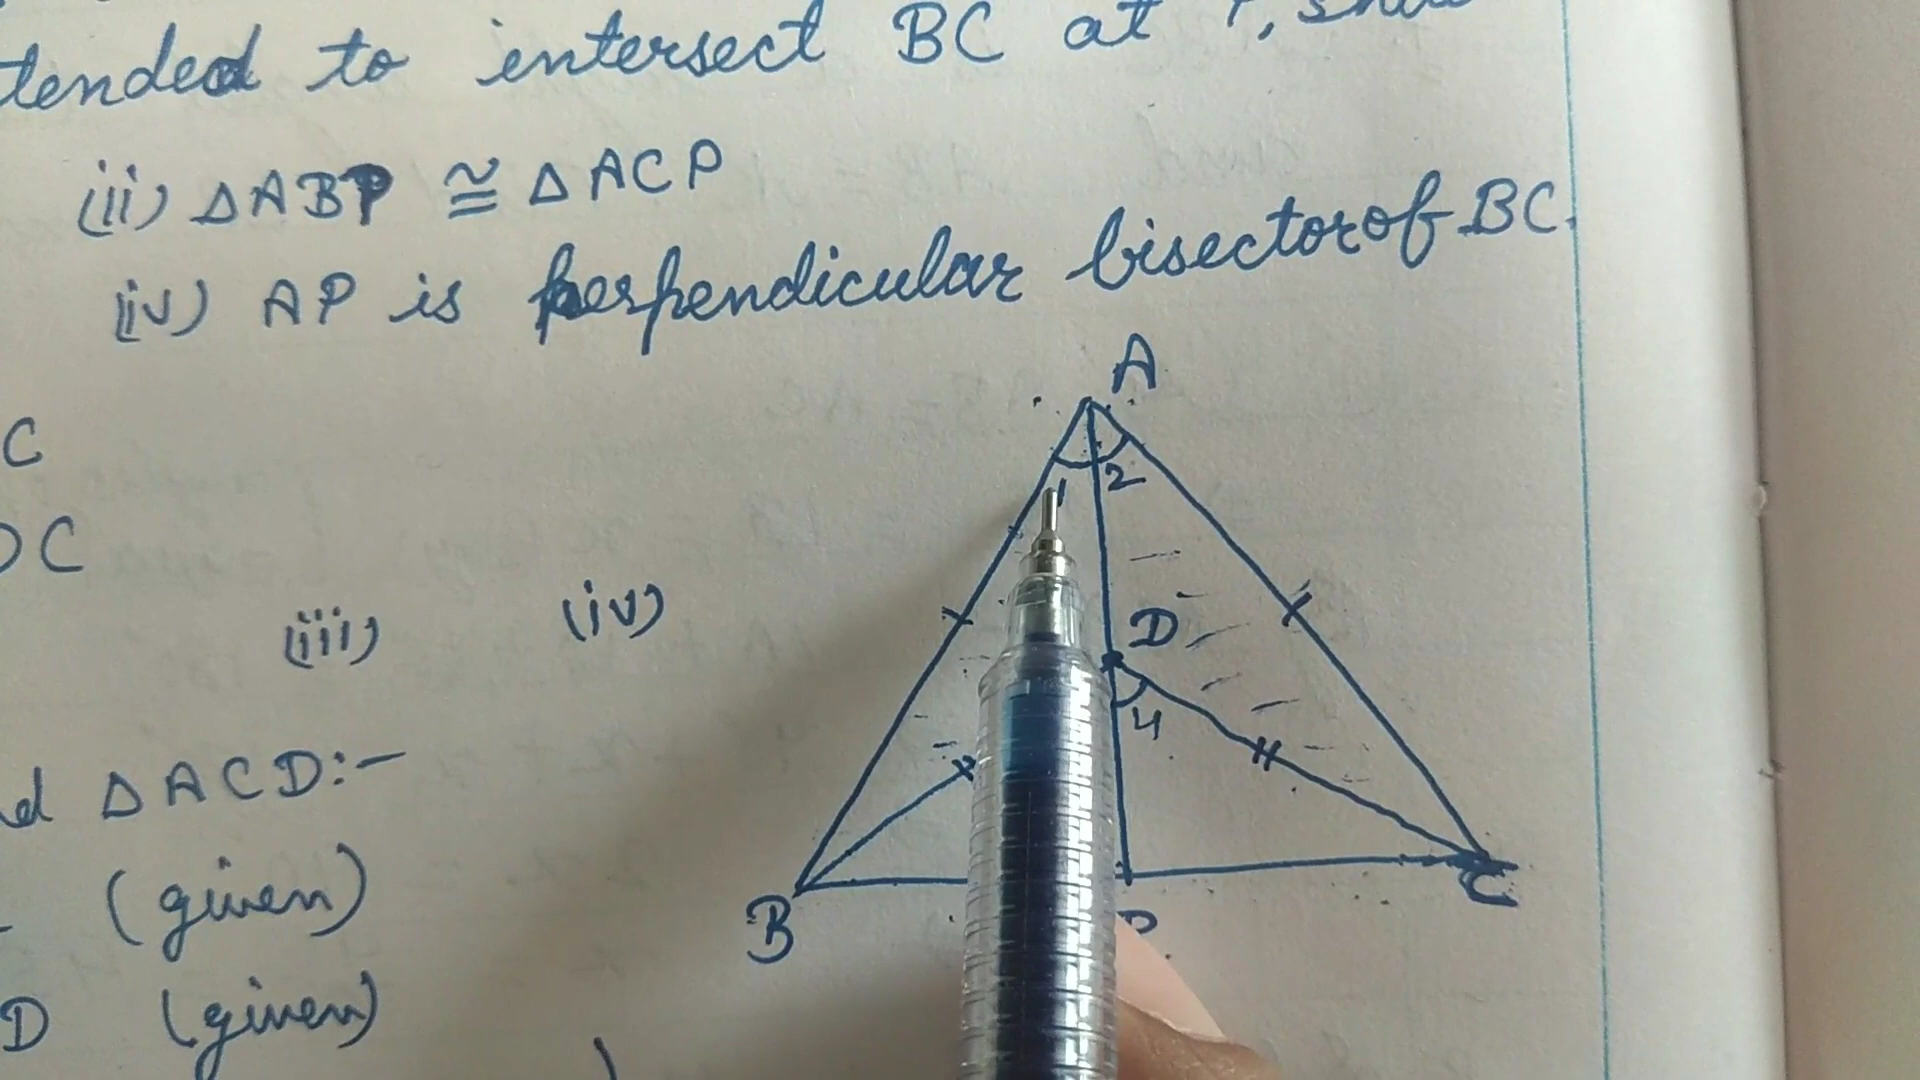 tended to intersect BC at P,
(ii) ΔABP ≅ ΔACP
(iv) AP is perpendicular bisector of BC.
A
C
1 2
DC
(iii) (iv)
D
4
d ΔACD:-
(given)
B P C
D (given)